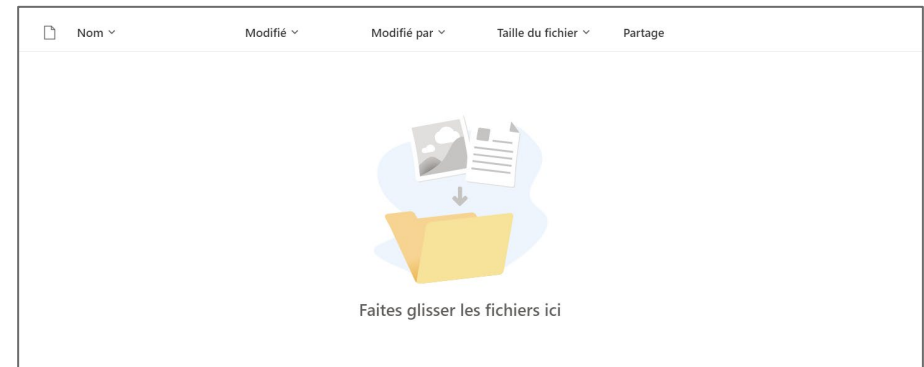 Nom Modifié Modifié par Taille du fichier Partage
Faites glisser les fichiers ici